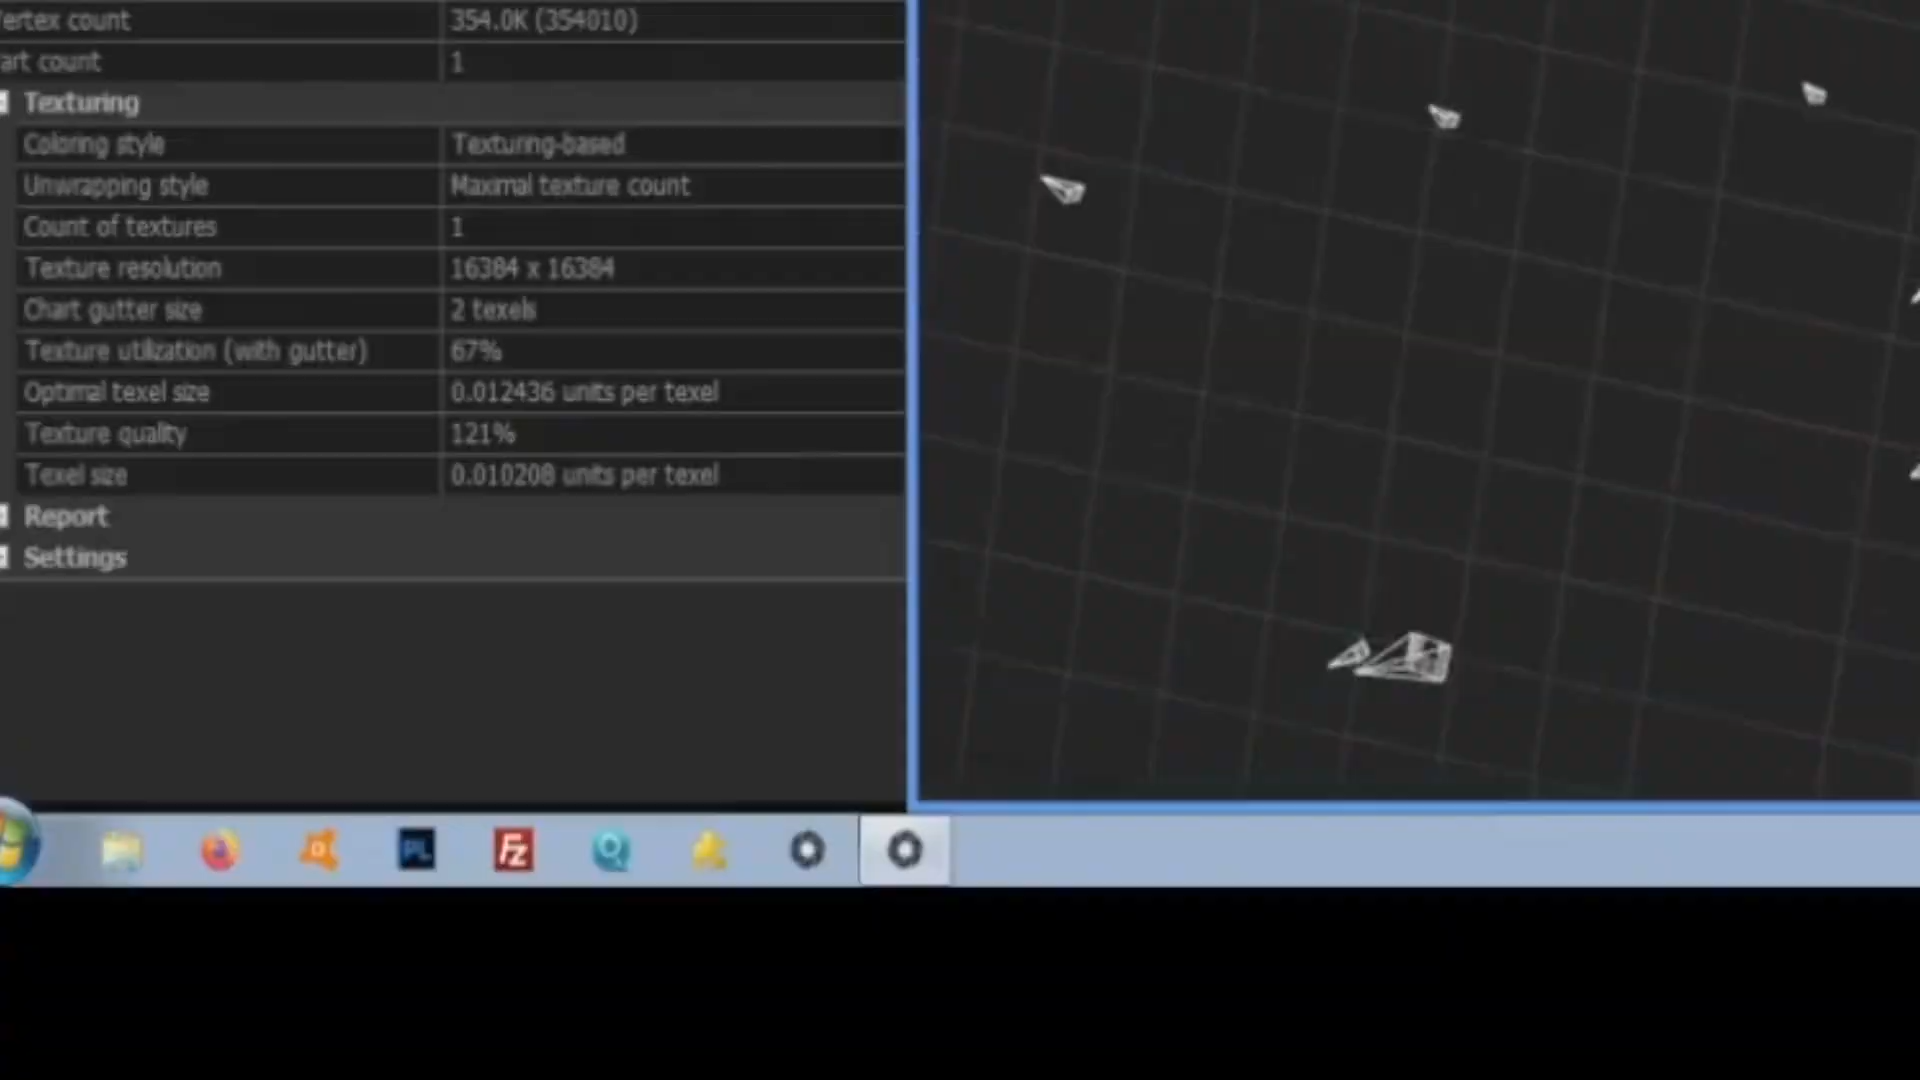 ertex count 354.0K (354010)
art count 1
Texturing
Coloring style Texturing-based
Unwrapping style Maximal texture count
Count of textures 1
Texture resolution 16384 x 16384
Chart gutter size 2 texels
Texture utilization (with gutter) 67%
Optimal texel size 0.012436 units per texel
Texture quality 121%
Texel size 0.010208 units per texel
Report
Settings
PL
Fz